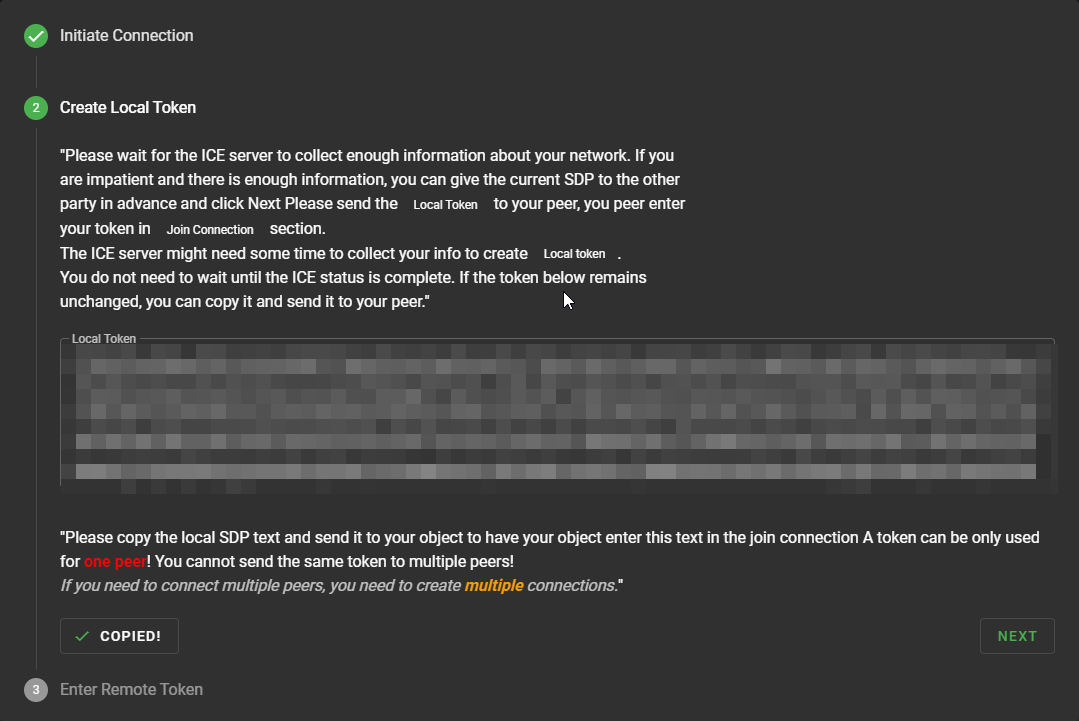 Initiate Connection
2
Create Local Token
"Please wait for the ICE server to collect enough information about your network. If you
are impatient and there is enough information, you can give the current SDP to the other
party in advance and click Next Please send the Local Token to your peer, you peer enter
your token in Join Connection section.
The ICE server might need some time to collect your info to create Local token .
You do not need to wait until the ICE status is complete. If the token below remains
unchanged, you can copy it and send it to your peer."
Local Token
"Please copy the local SDP text and send it to your object to have your object enter this text in the join connection A token can be only used
for one peer! You cannot send the same token to multiple peers!
If you need to connect multiple peers, you need to create multiple connections."
COPIED!
NEXT
3
Enter Remote Token